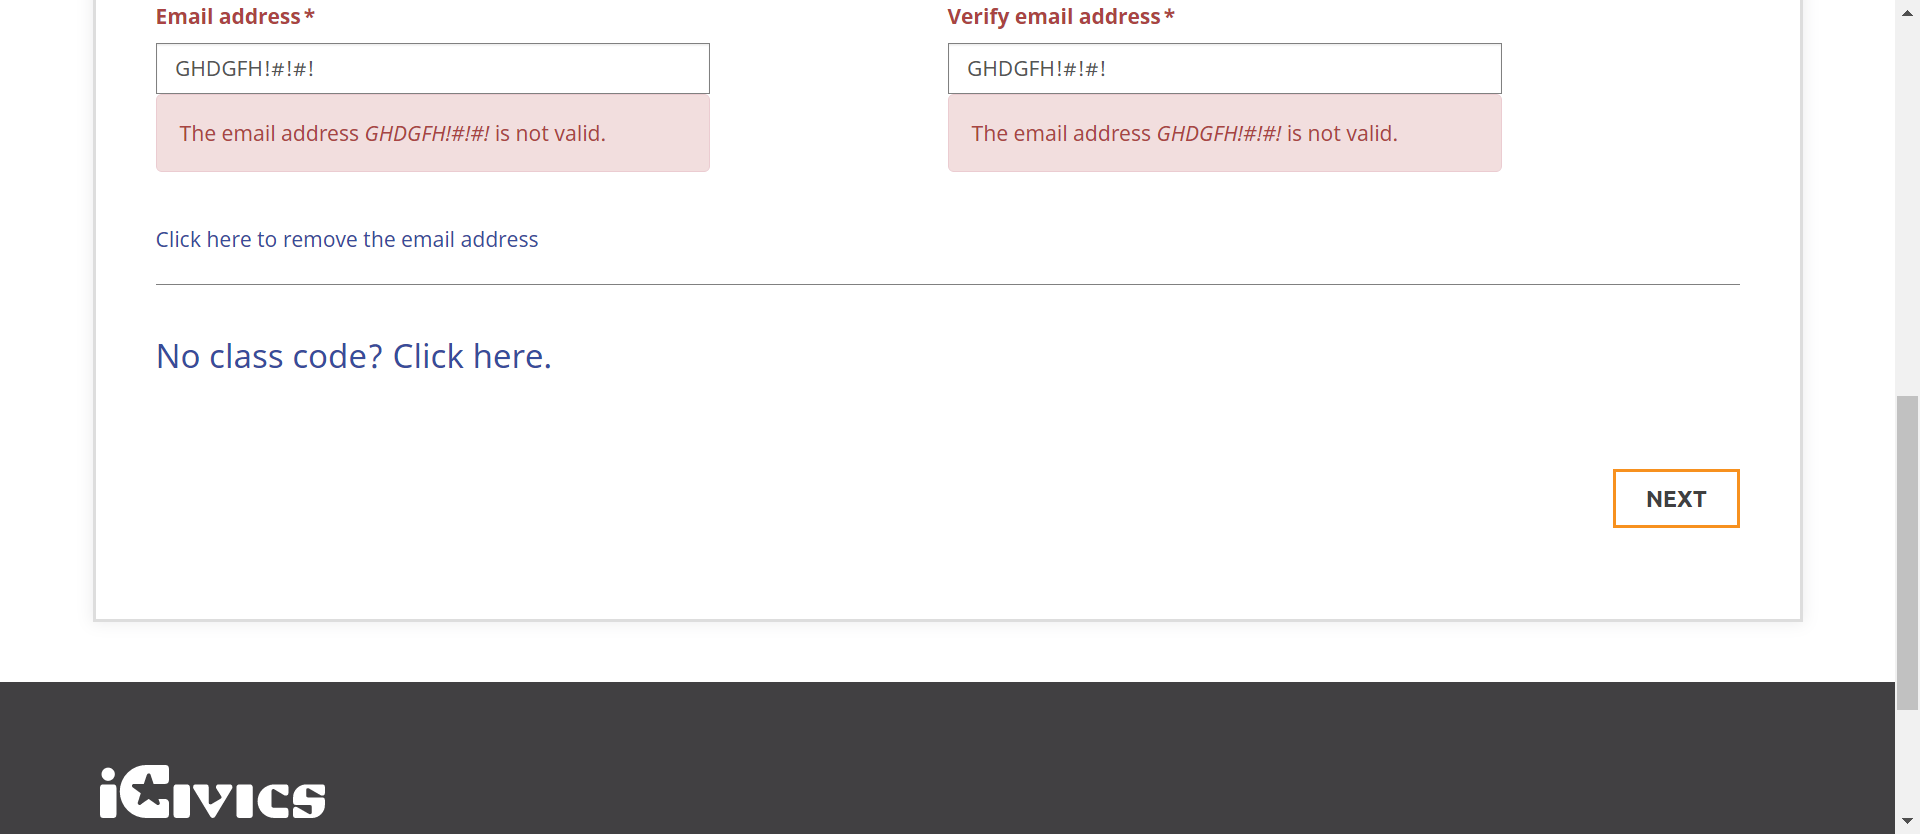 Email address*
Verify email address*
GHDGFH!#!#!
GHDGFH!#!#!
The email address GHDGFH!#!#! is not valid.
The email address GHDGFH!#!#! is not valid.
Click here to remove the email address
No class code? Click here.
NEXT
iCivics